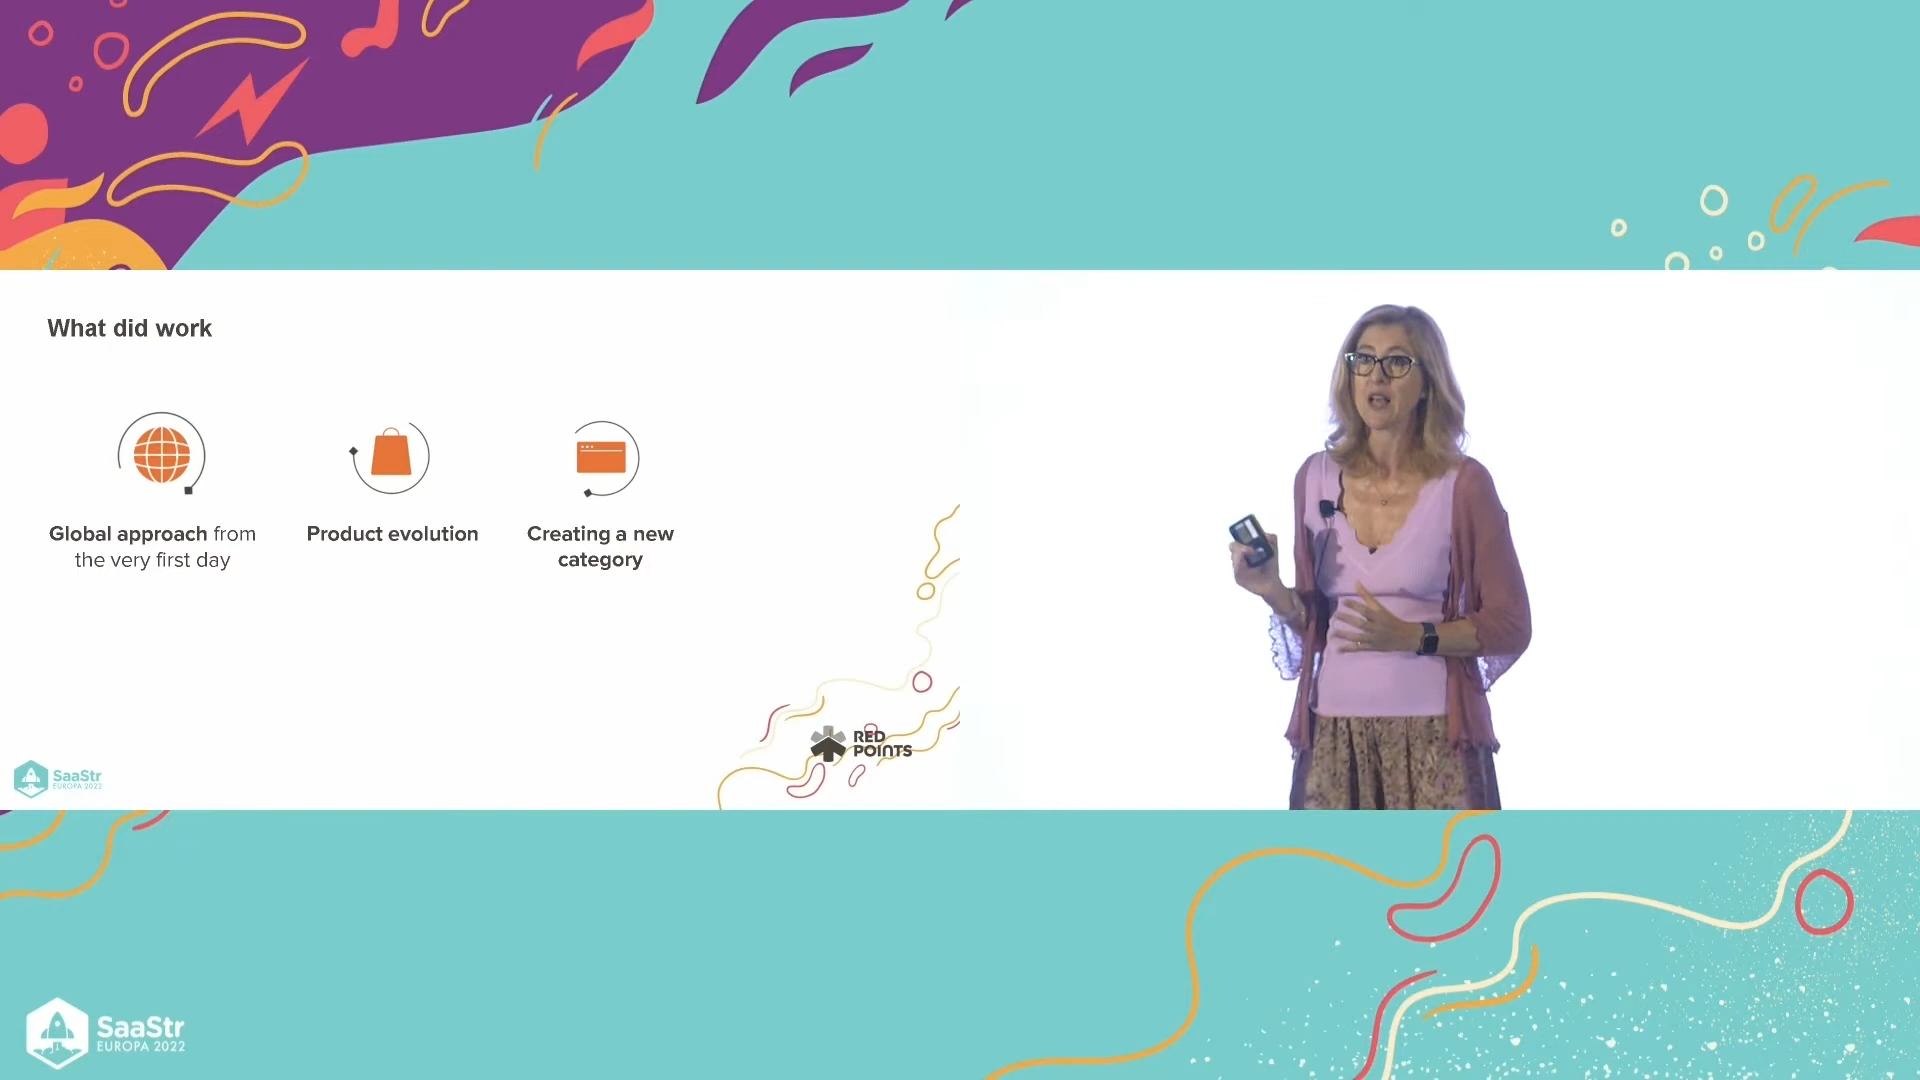 What did work
Global approach from
the very first day
Product evolution
Creating a new
category
RED
POINTS
SaaStr
EUROPA 2022
SaaStr
EUROPA 2022